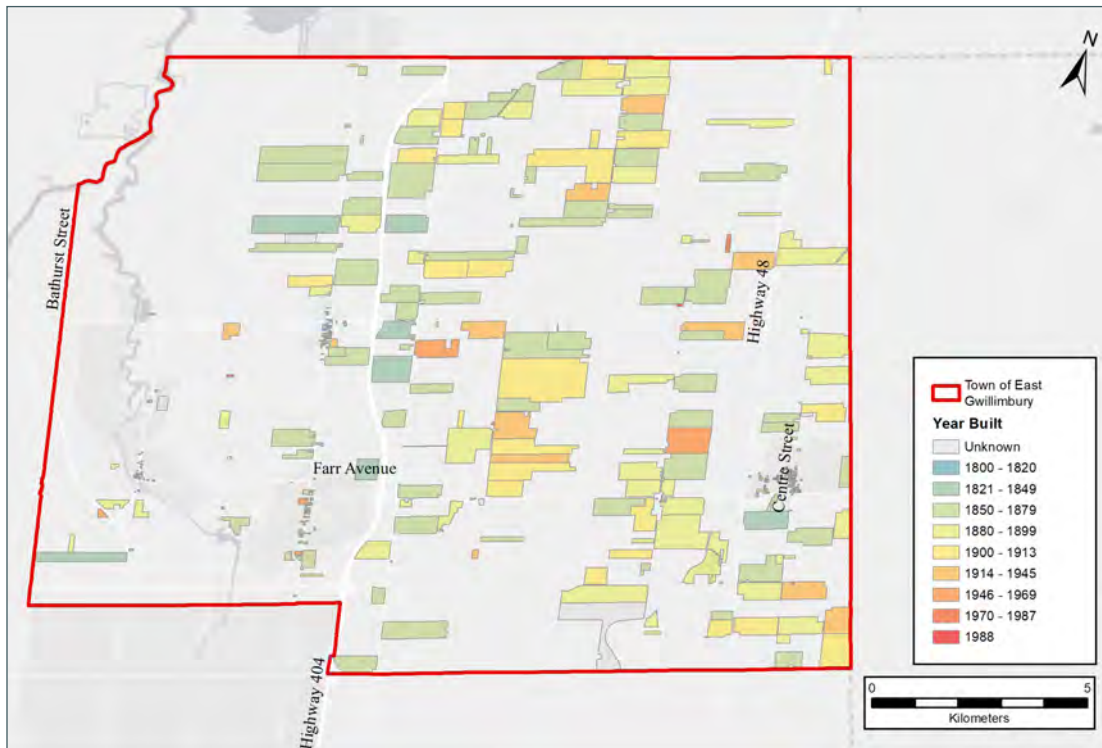 N
Bathurst Street
Highway 48
Farr Avenue
Centre Street
Highway 404
Town of East
Gwillimbury
Year Built
Unknown
1800 - 1820
1821 - 1849
1850 - 1879
1880 - 1899
1900 - 1913
1914 - 1945
1946 - 1969
1970 - 1987
1988
0 5
Kilometers